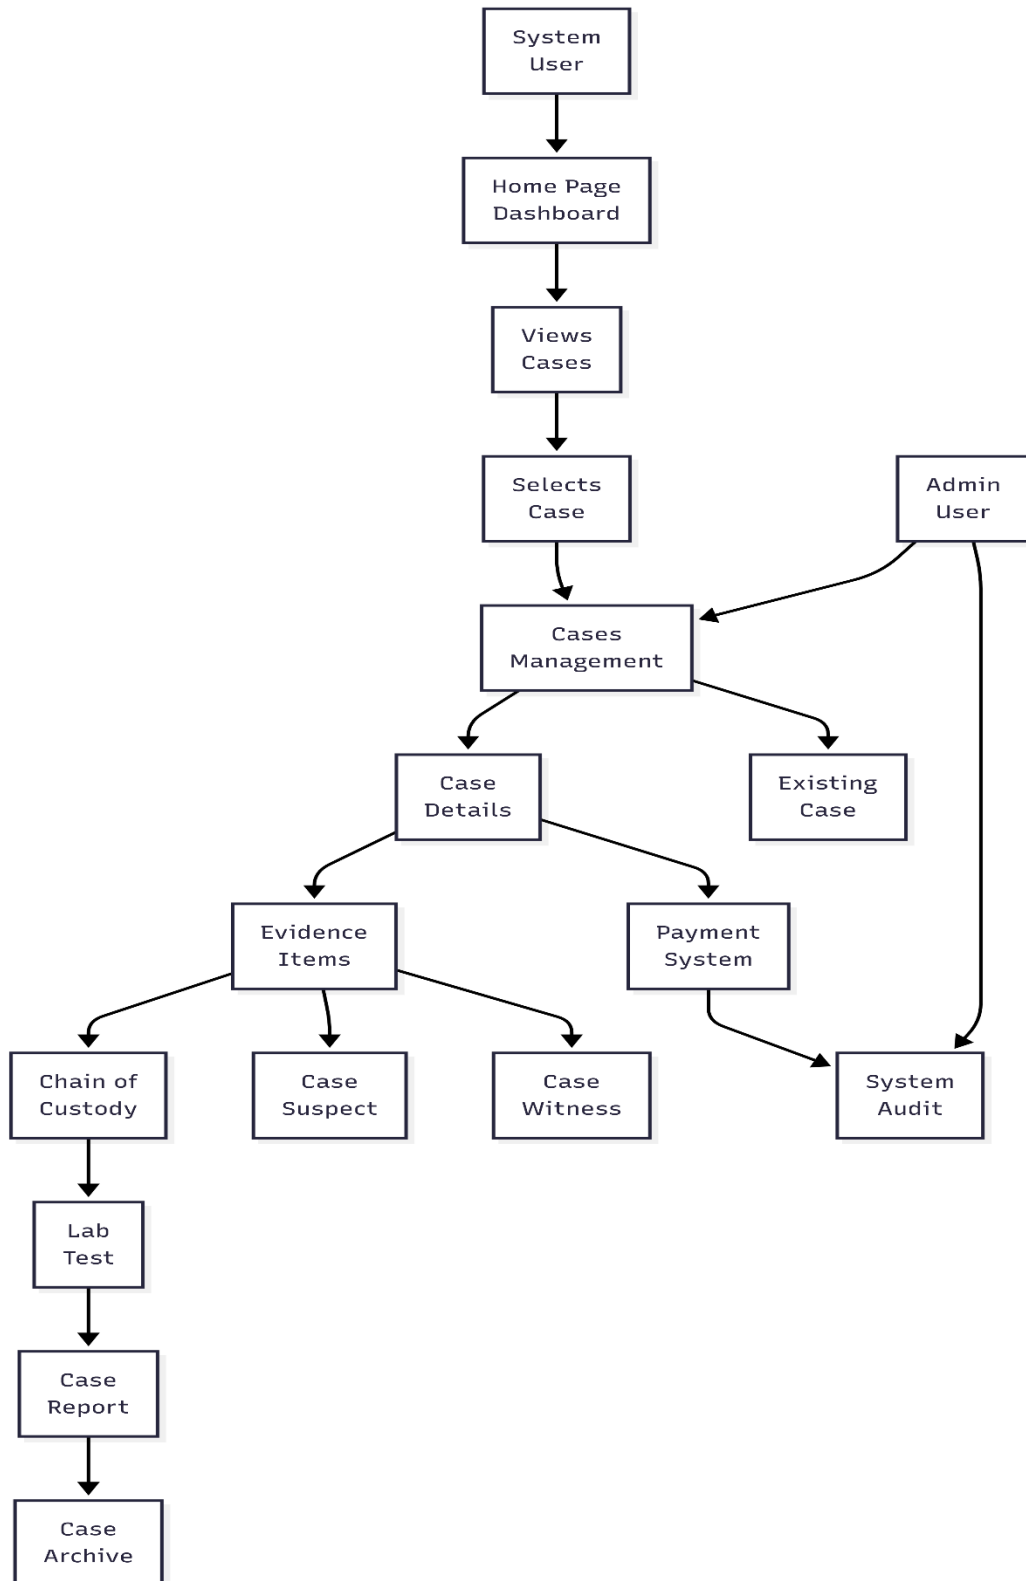 System
User
Home Page
Dashboard
Views
Cases
Selects
Case
Admin
User
Cases
Management
Case
Details
Existing
Case
Evidence
Items
Payment
System
Chain of
Custody
Case
Suspect
Case
Witness
System
Audit
Lab
Test
Case
Report
Case
Archive